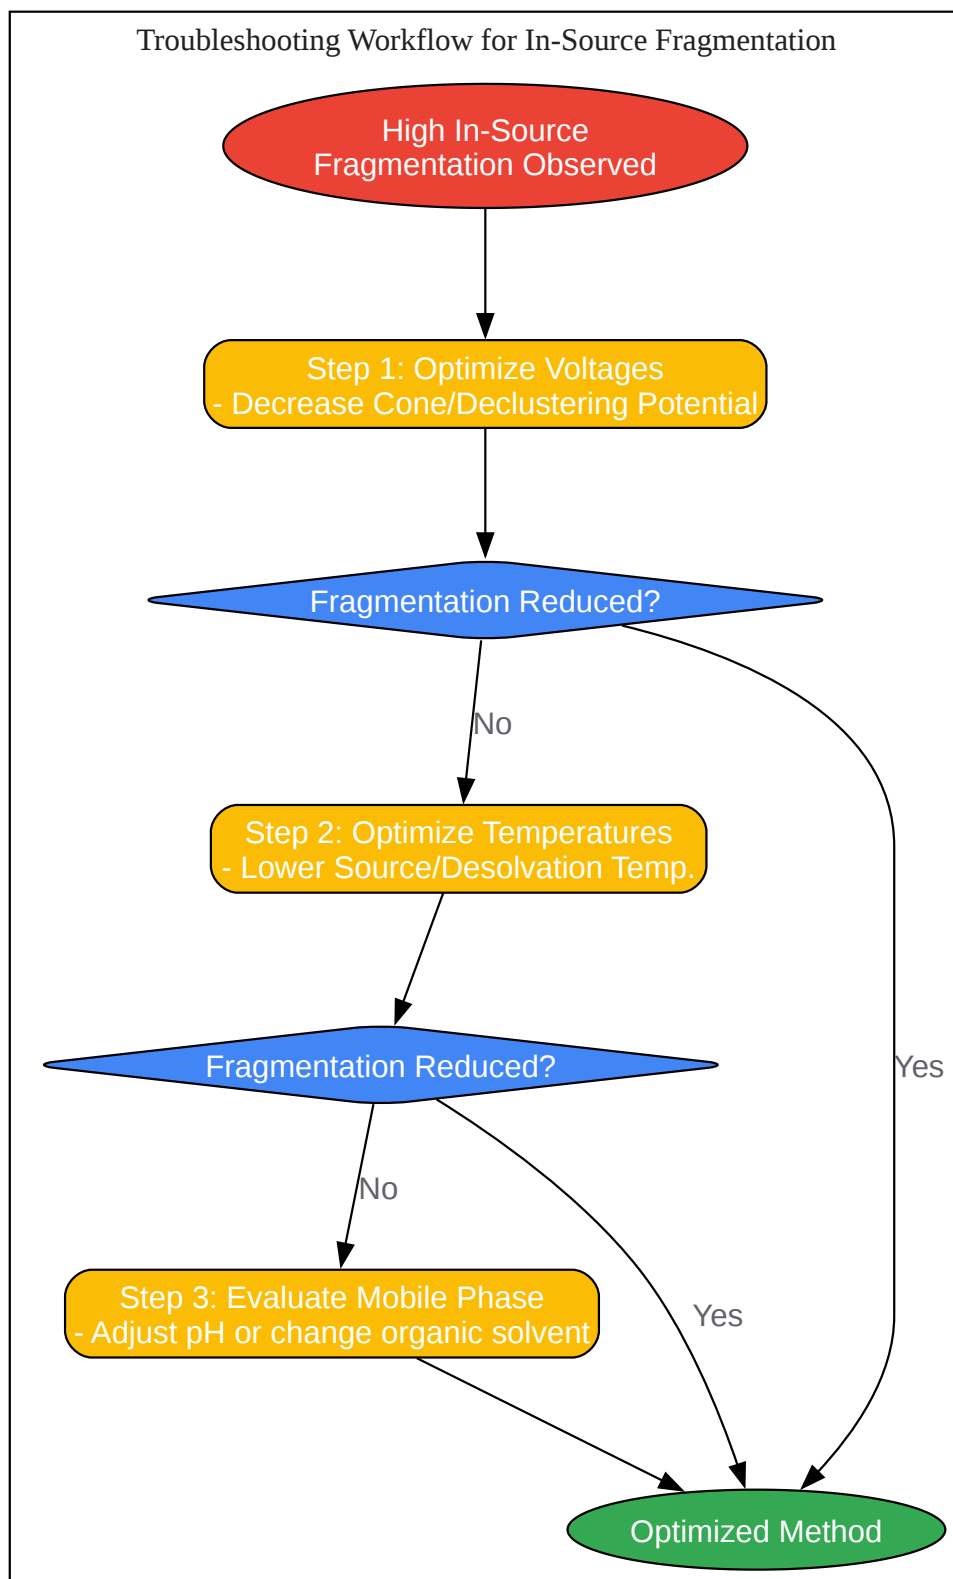 Troubleshooting Workflow for In-Source Fragmentation
High In-Source
Fragmentation Observed
Step 1: Optimize Voltages
- Decrease Cone/Declustering Potential
Fragmentation Reduced?
No
Step 2: Optimize Temperatures
- Lower Source/Desolvation Temp.
Fragmentation Reduced?
Yes
No
Step 3: Evaluate Mobile Phase
- Adjust pH or change organic solvent
Yes
Optimized Method